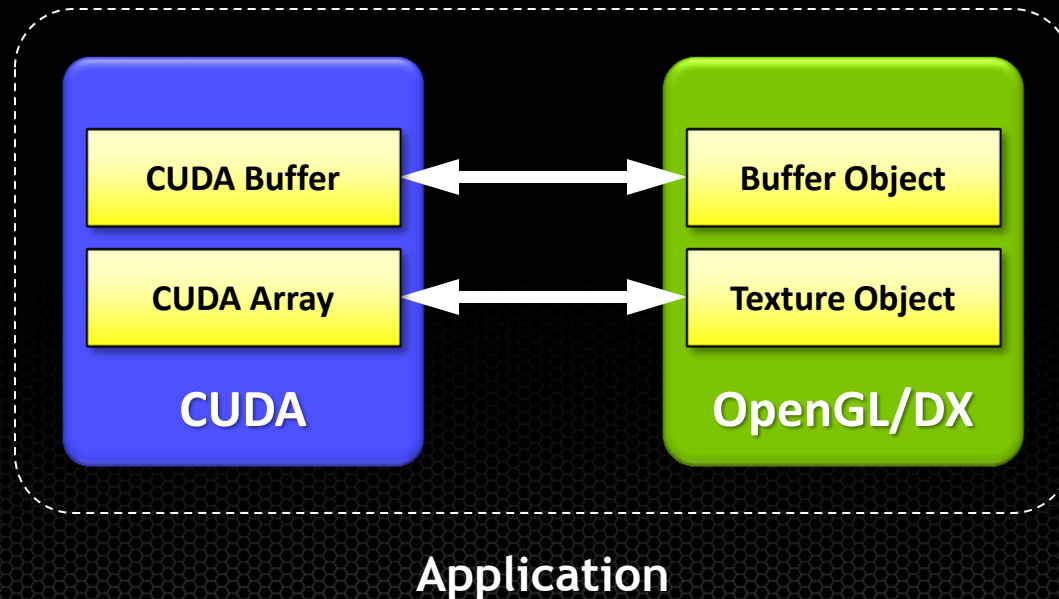 CUDA Buffer
Buffer Object
CUDA Array
Texture Object
CUDA
OpenGL/DX
Application